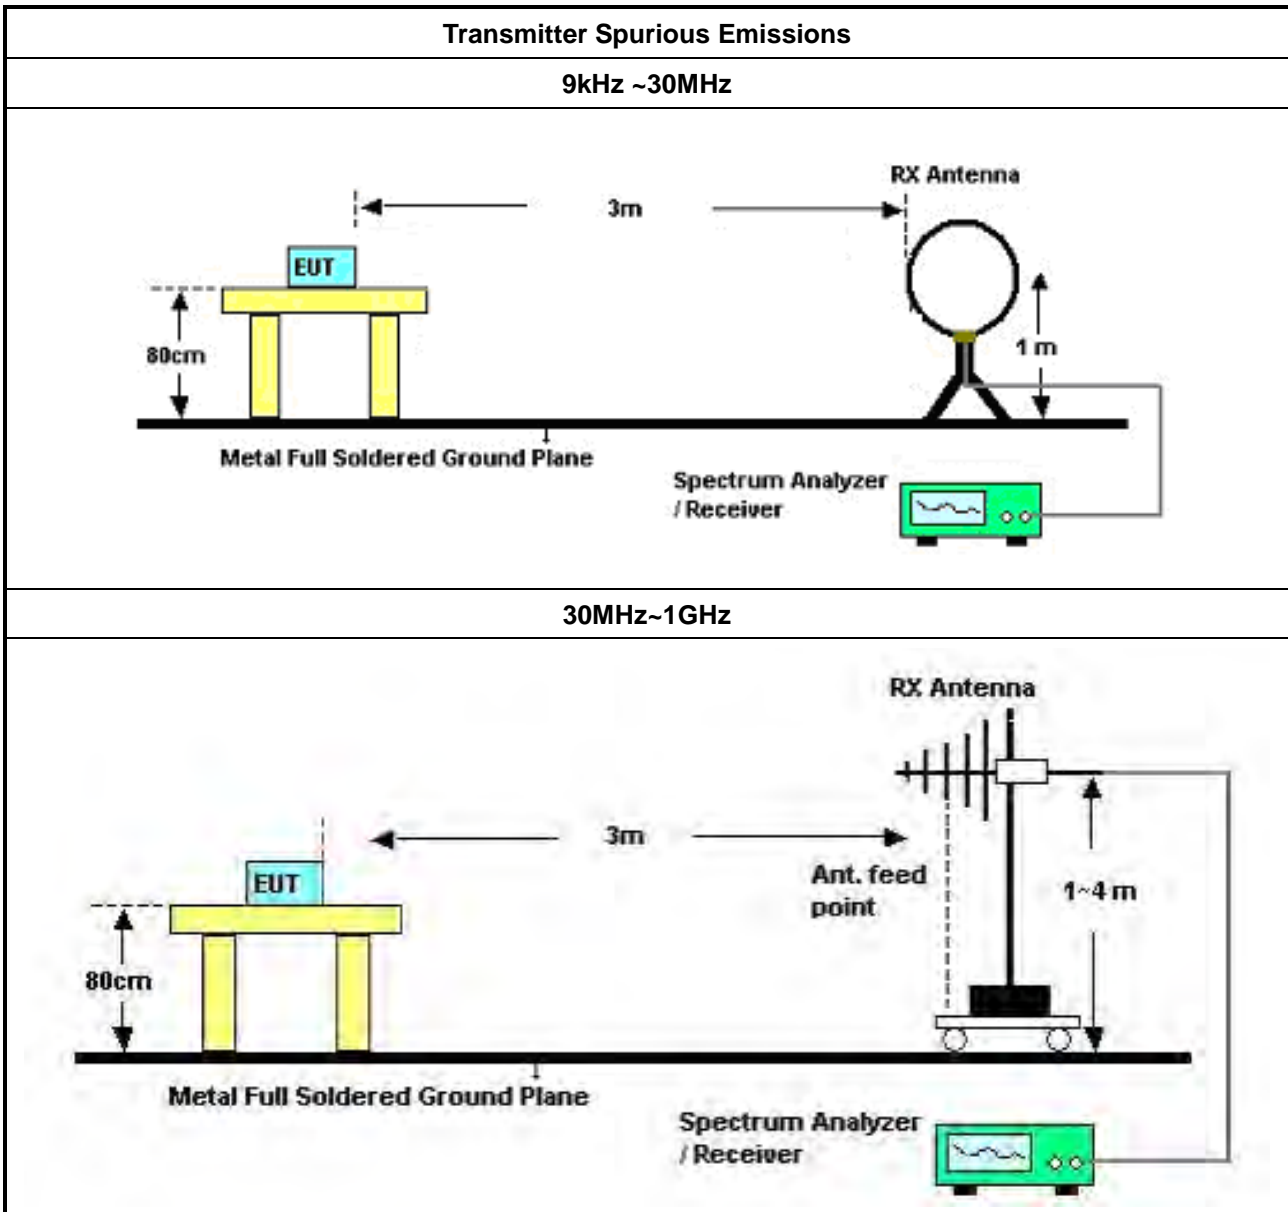 Transmitter Spurious Emissions
9kHz ~30MHz
RX Antenna
3m
EUT
80cm
1 m
Metal Full Soldered Ground Plane
Spectrum Analyzer
/ Receiver
30MHz~1GHz
RX Antenna
3m
Ant. feed
point
1~4 m
EUT
80cm
Metal Full Soldered Ground Plane
Spectrum Analyzer
/ Receiver